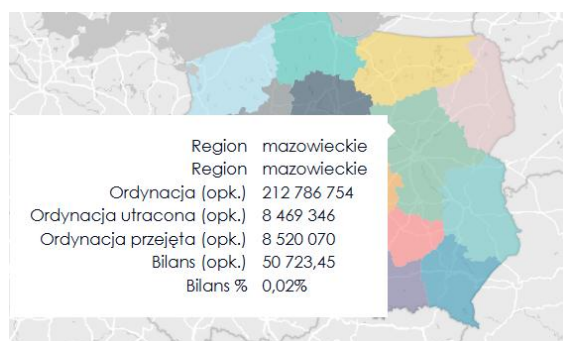 Region mazowieckie
Region mazowieckie
Ordynacja (opk.) 212 786 754
Ordynacja utracona (opk.) 8 469 346
Ordynacja przejęta (opk.) 8 520 070
Bilans (opk.) 50 723,45
Bilans % 0,02%